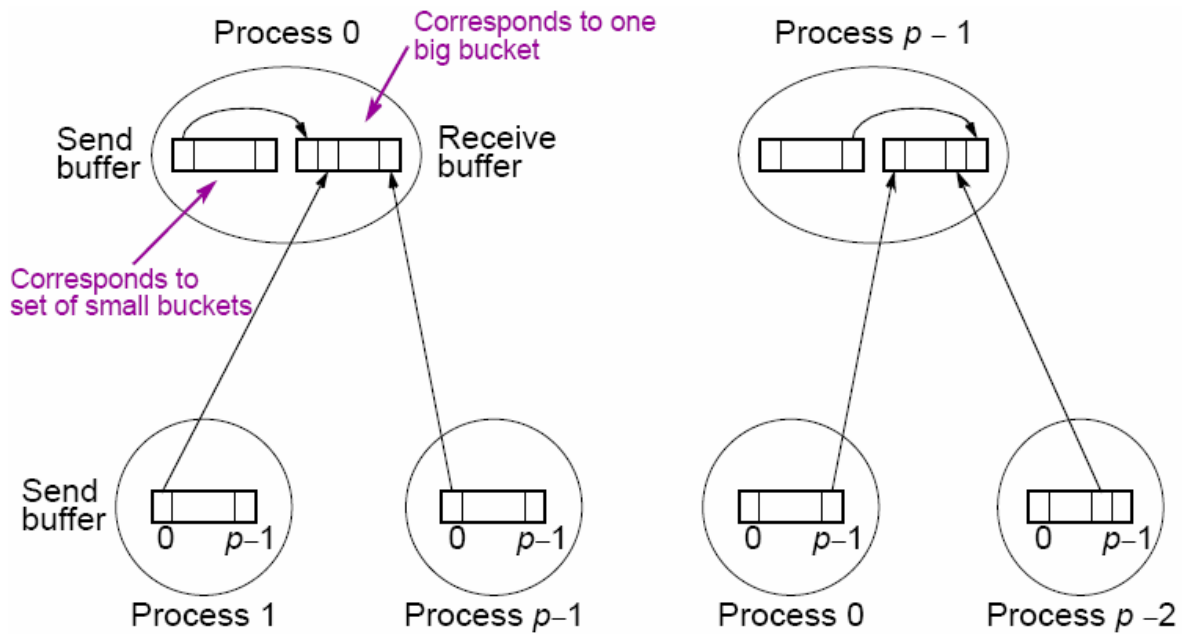 Process 0
Corresponds to one
big bucket
Process p – 1
Send
buffer
Receive
buffer
Corresponds to
set of small buckets
Send
buffer
0
p–1
0
p–1
0
p–1
0
p–1
Process 1
Process p–1
Process 0
Process p –2